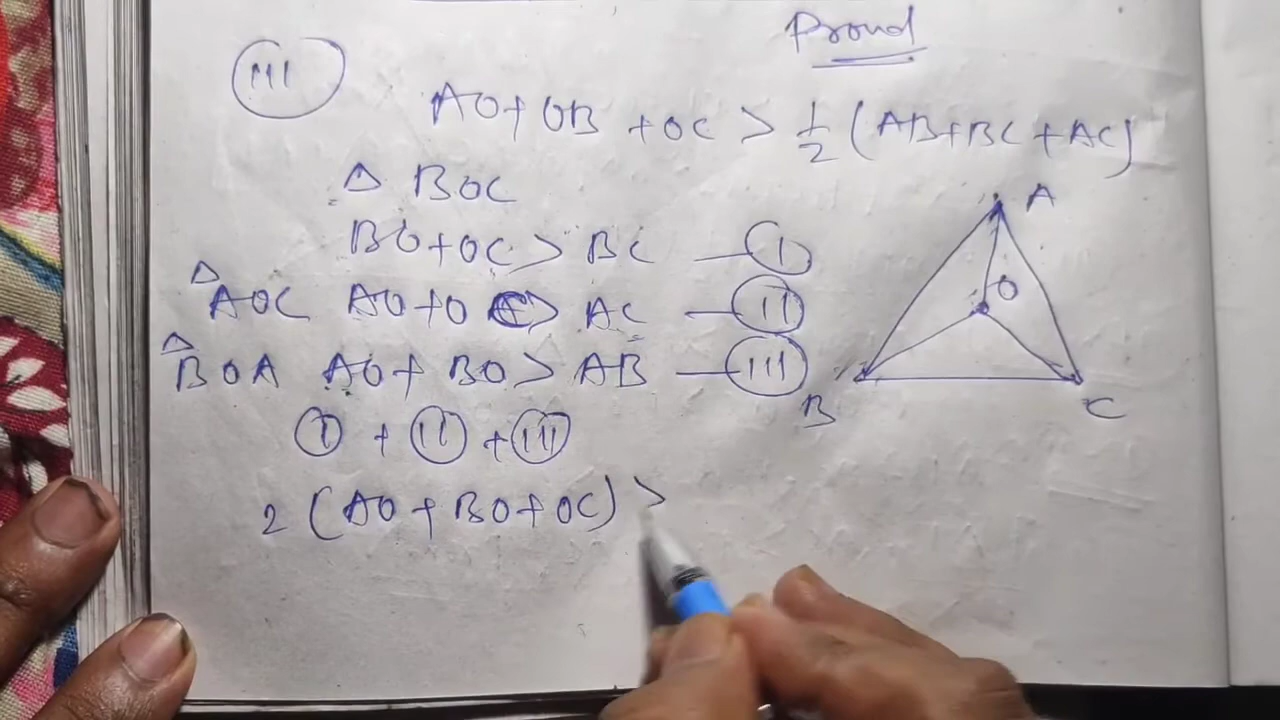 Proud
(III)
AO+OB+OC > 1/2 (AB+BC+AC)
Δ BOC
BO+OC > BC — (I)
Δ AOC AO+OC > AC — (II)
Δ BOA AO+BO > AB — (III)
(I) + (II) + (III)
2 (AO+BO+OC) >
A
O
B
C